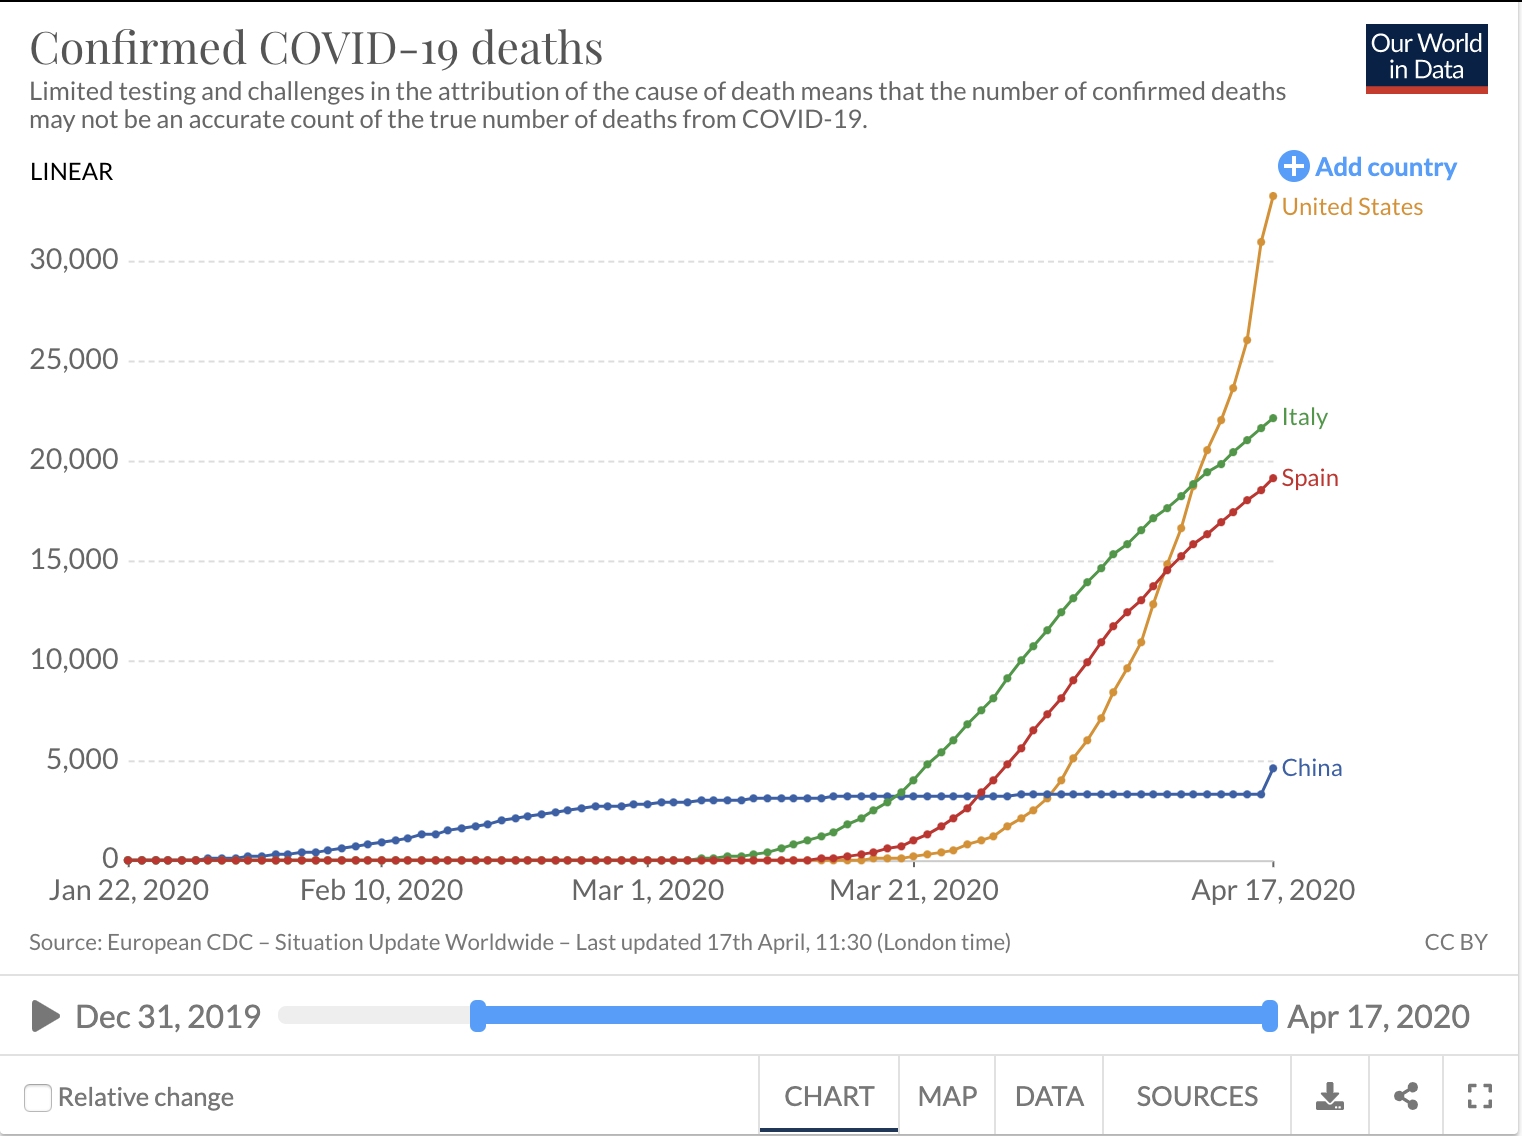 Confirmed COVID-19 deaths
Our World
in Data
Limited testing and challenges in the attribution of the cause of death means that the number of confirmed deaths
may not be an accurate count of the true number of deaths from COVID-19.
LINEAR
Add country
United States
30,000
25,000
Italy
20,000
Spain
15,000
10,000
5,000
China
0
Jan 22, 2020
Feb 10, 2020
Mar 1, 2020
Mar 21, 2020
Apr 17, 2020
Source: European CDC – Situation Update Worldwide – Last updated 17th April, 11:30 (London time)
CC BY
Dec 31, 2019
Apr 17, 2020
Relative change
CHART
MAP
DATA
SOURCES